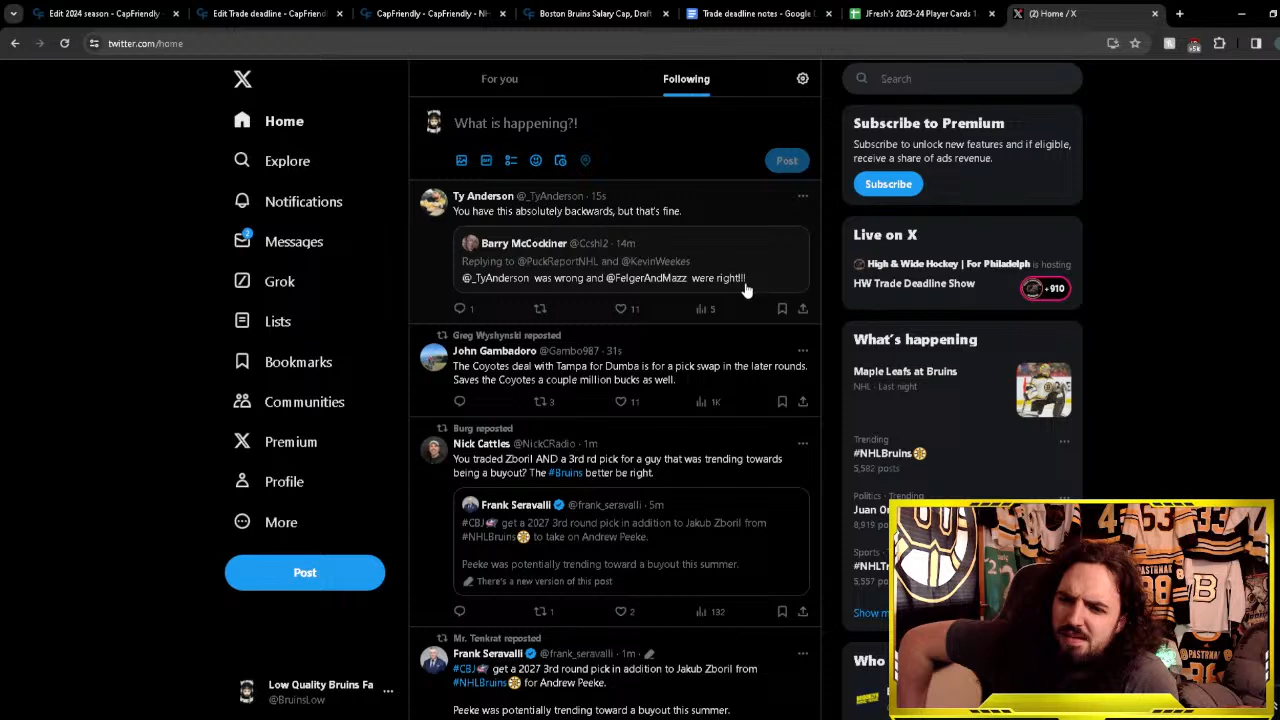 Edit 2024 season - CapFriendly - C
Edit Trade deadline - CapFriendly
CapFriendly - CapFriendly - NH
Boston Bruins Salary Cap, Draft
Trade deadline notes - Google D
JFresh's 2023-24 Player Cards 1
(2) Home / X
twitter.com/home
+5k
For you
Following
Search
What is happening?!
Post
Home
Explore
Notifications
2
Messages
Grok
Lists
Bookmarks
Communities
Premium
Profile
More
Post
Low Quality Bruins Fa
@BruinsLow
Ty Anderson @_TyAnderson · 15s
You have this absolutely backwards, but that's fine.
Barry McCockiner @Ccshl2 · 14m
Replying to @PuckReportNHL and @KevinWeekes
@_TyAnderson was wrong and @FelgerAndMazz were right!!!
1 11 5
Greg Wyshynski reposted
John Gambadoro @Gambo987 · 31s
The Coyotes deal with Tampa for Dumba is for a pick swap in the later rounds.
Saves the Coyotes a couple million bucks as well.
3 11 1K
Burg reposted
Nick Cattles @NickCRadio · 1m
You traded Zboril AND a 3rd rd pick for a guy that was trending towards
being a buyout? The #Bruins better be right.
Frank Seravalli @frank_seravalli · 5m
#CBJ get a 2027 3rd round pick in addition to Jakub Zboril from
#NHLBruins to take on Andrew Peeke.
Peeke was potentially trending toward a buyout this summer.
There's a new version of this post
1 2 132
Mr. Tenkrat reposted
Frank Seravalli @frank_seravalli · 1m
#CBJ get a 2027 3rd round pick in addition to Jakub Zboril from
#NHLBruins for Andrew Peeke.
Peeke was potentially trending toward a buyout this summer.
Subscribe to Premium
Subscribe to unlock new features and if eligible,
receive a share of ads revenue.
Subscribe
Live on X
High & Wide Hockey | For Philadelph is hosting
HW Trade Deadline Show
+910
What's happening
Maple Leafs at Bruins
NHL · Last night
Trending
#NHLBruins
5,582 posts
Politics · Trending
Juan Or
8,919 po
Sports ·
#NHLT
5,557 po
Show m
Who
PASTRNAK
88
PASTRNAK
B